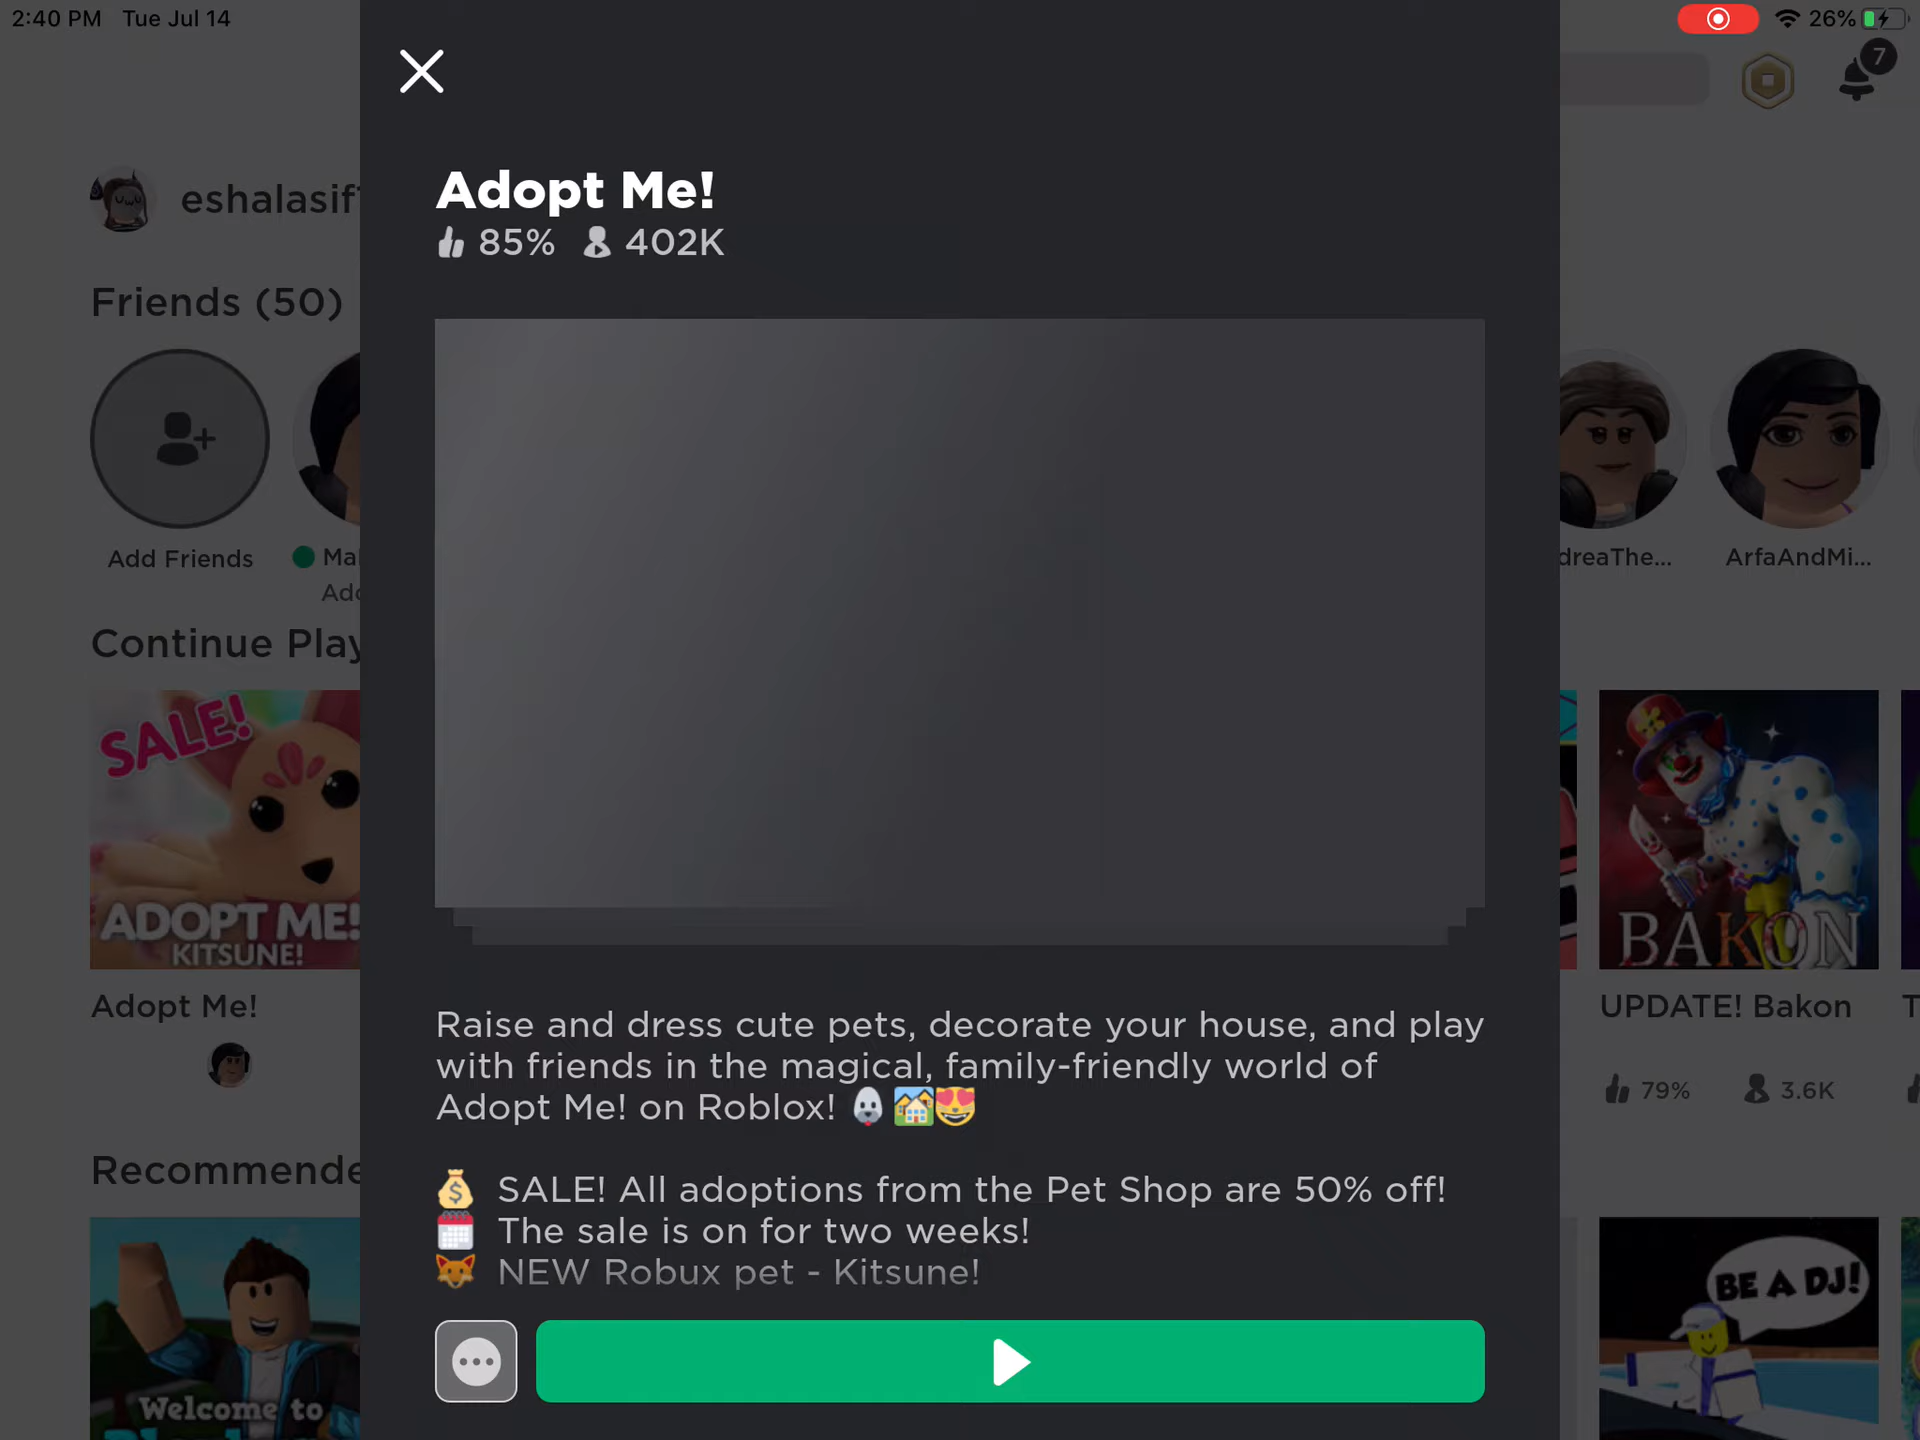 2:40 PM Tue Jul 14
26%
7
eshalasif
Friends (50)
Add Friends
Add
dreaThe...
ArfaAndMi...
Continue Play
SALE!
ADOPT ME!
KITSUNE!
Adopt Me!
Recommende
Welcome to
Adopt Me!
85% 402K
Raise and dress cute pets, decorate your house, and play
with friends in the magical, family-friendly world of
Adopt Me! on Roblox!
SALE! All adoptions from the Pet Shop are 50% off!
The sale is on for two weeks!
NEW Robux pet - Kitsune!
BAKON
UPDATE! Bakon
79% 3.6K
BE A DJ!